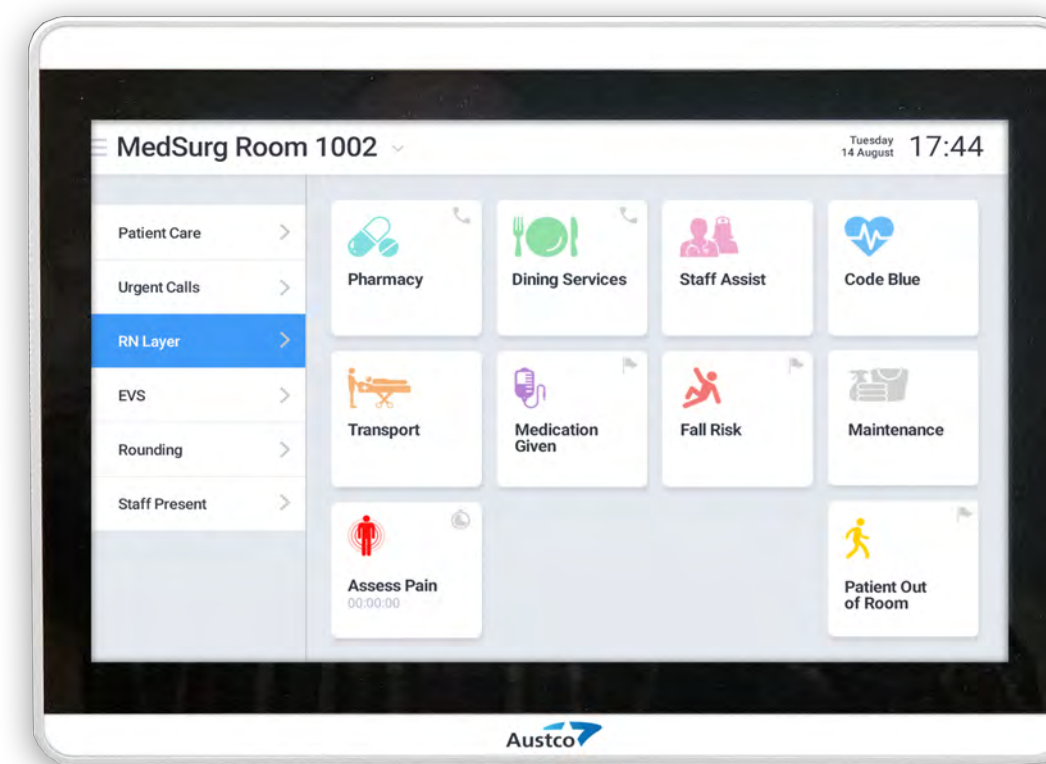 MedSurg Room 1002
Tuesday
14 August
17:44
Patient Care
Urgent Calls
RN Layer
EVS
Rounding
Staff Present
Pharmacy
Dining Services
Staff Assist
Code Blue
Transport
Medication
Given
Fall Risk
Maintenance
Assess Pain
00:00:00
Patient Out
of Room
Austco